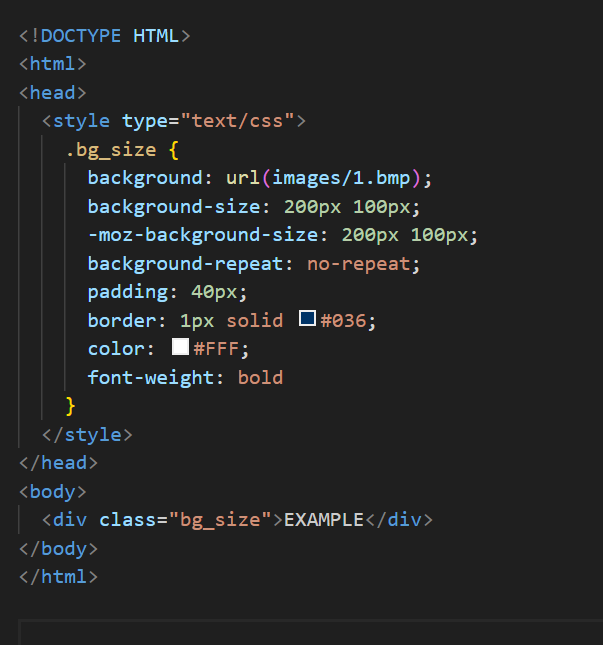 <!DOCTYPE HTML>
<html>
<head>
  <style type="text/css">
    .bg_size {
      background: url(images/1.bmp);
      background-size: 200px 100px;
      -moz-background-size: 200px 100px;
      background-repeat: no-repeat;
      padding: 40px;
      border: 1px solid #036;
      color: #FFF;
      font-weight: bold
    }
  </style>
</head>
<body>
  <div class="bg_size">EXAMPLE</div>
</body>
</html>